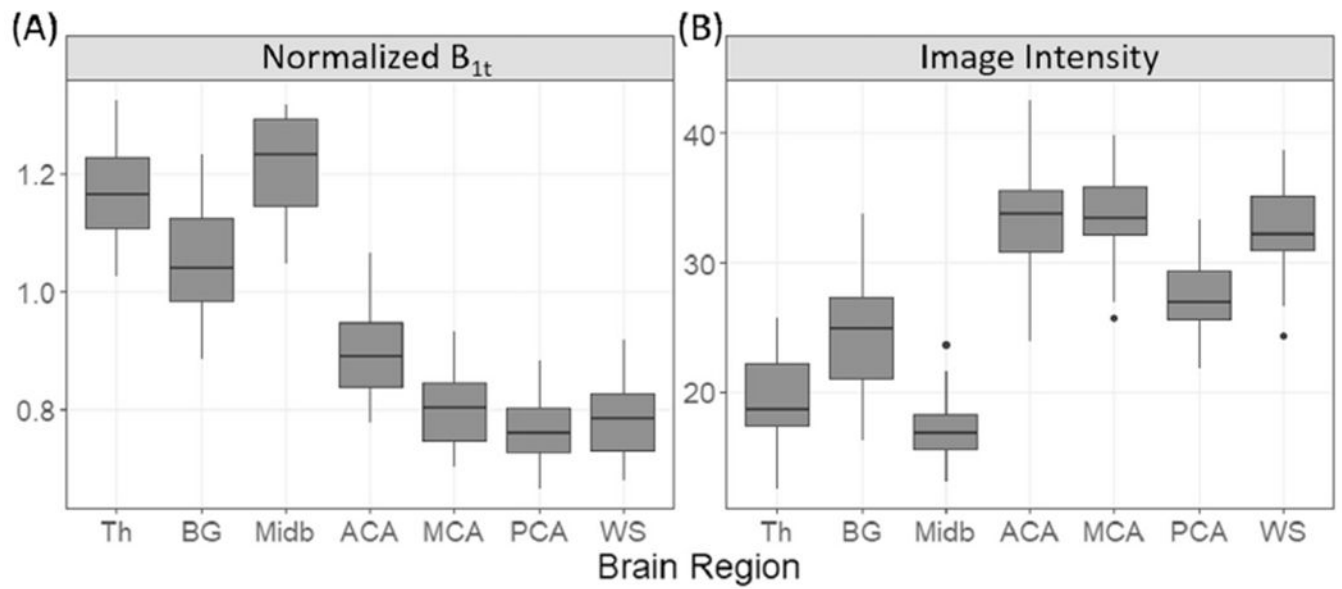 (A)
Normalized B1t
1.2
1.0
0.8
Th BG Midb ACA MCA PCA WS
(B)
Image Intensity
40
30
20
Th BG Midb ACA MCA PCA WS
Brain Region